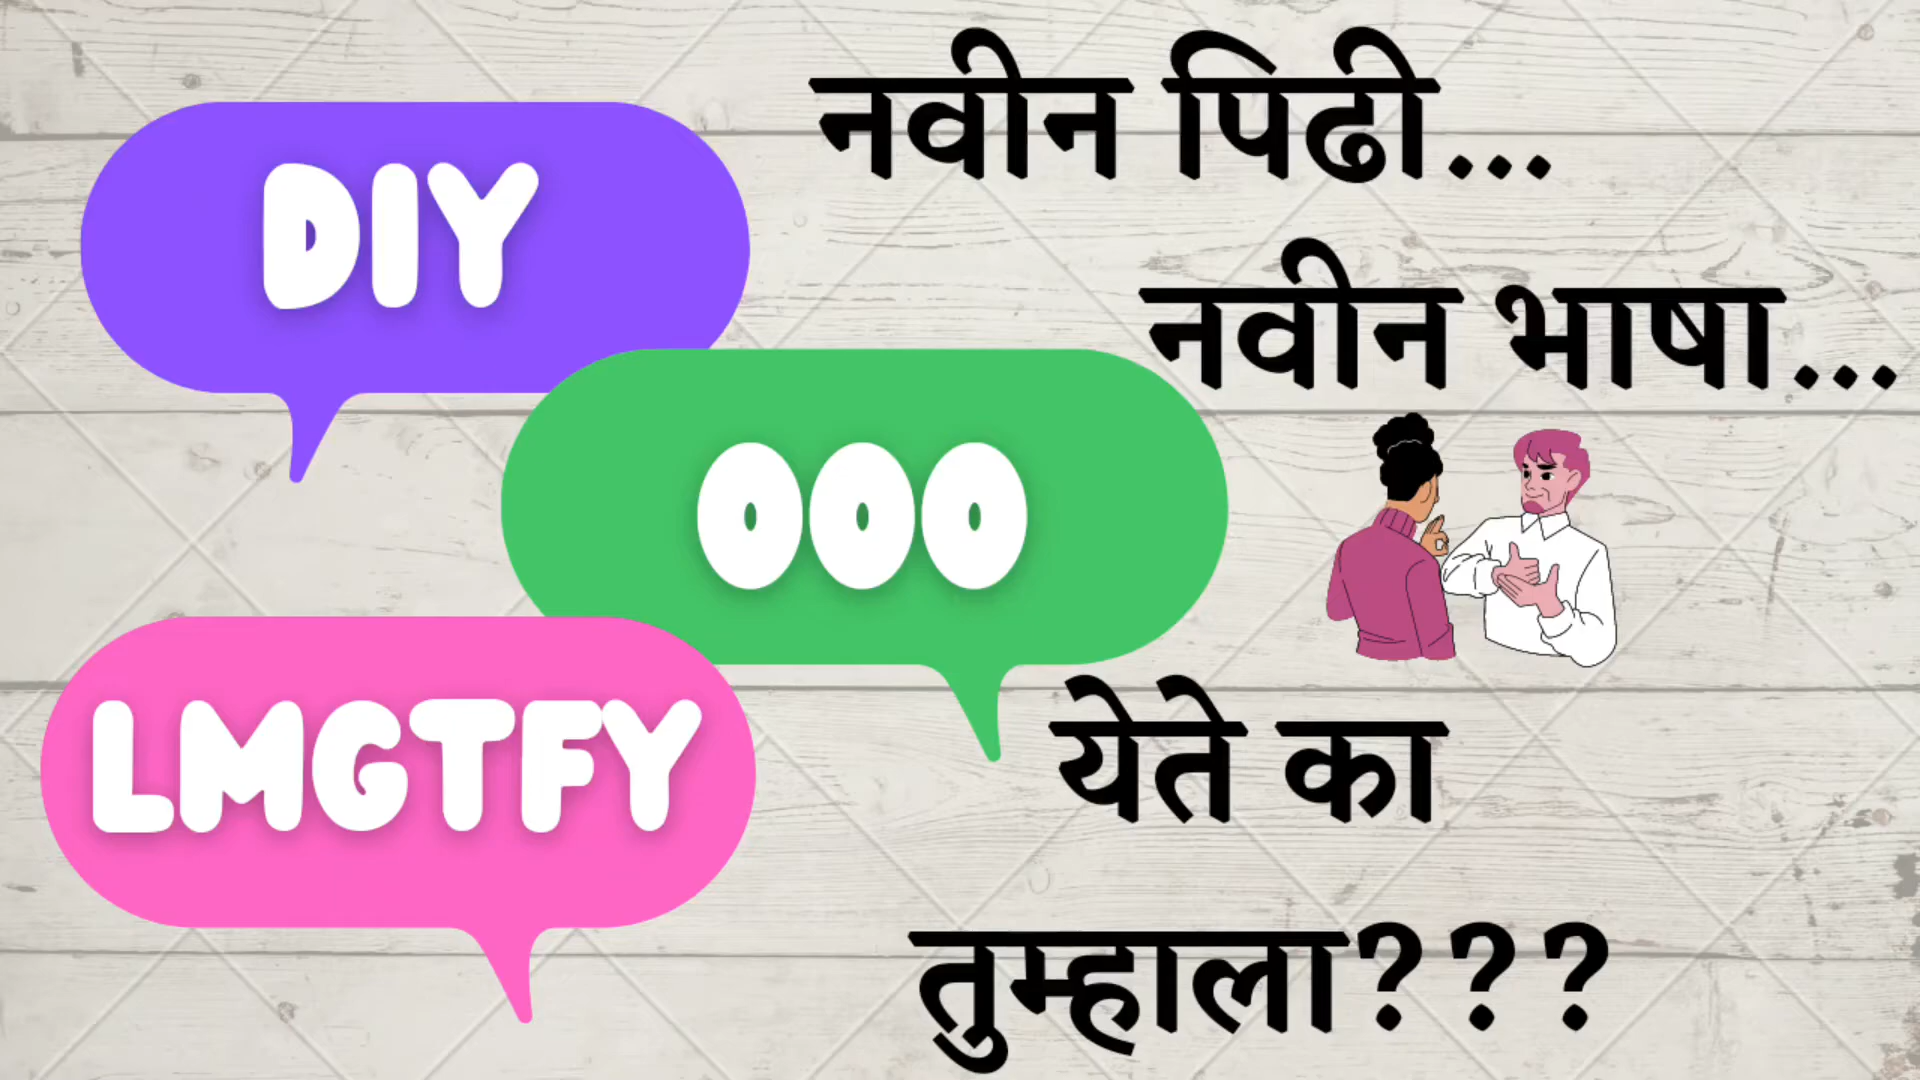 DIY
OOO
LMGTFY
नवीन पिढी...
नवीन भाषा...
येते का
तुम्हाला???